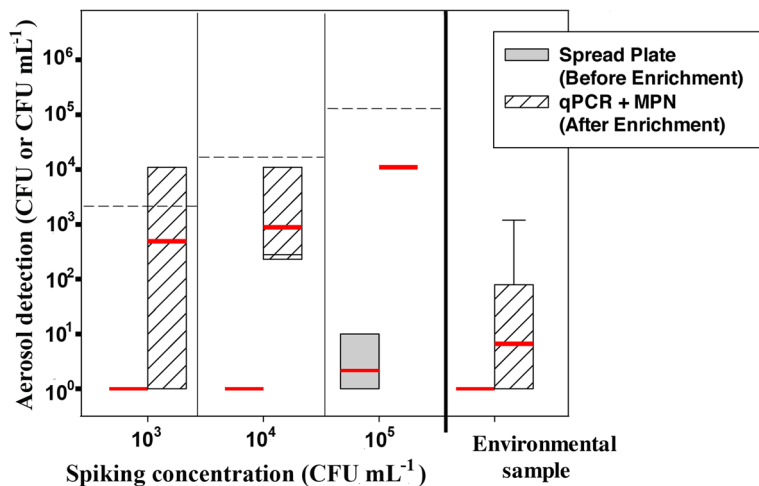 Aerosol detection (CFU or CFU mL⁻¹)
10⁶
10⁵
10⁴
10³
10²
10¹
10⁰
Spread Plate
(Before Enrichment)
qPCR + MPN
(After Enrichment)
10³
10⁴
10⁵
Spiking concentration (CFU mL⁻¹)
Environmental
sample